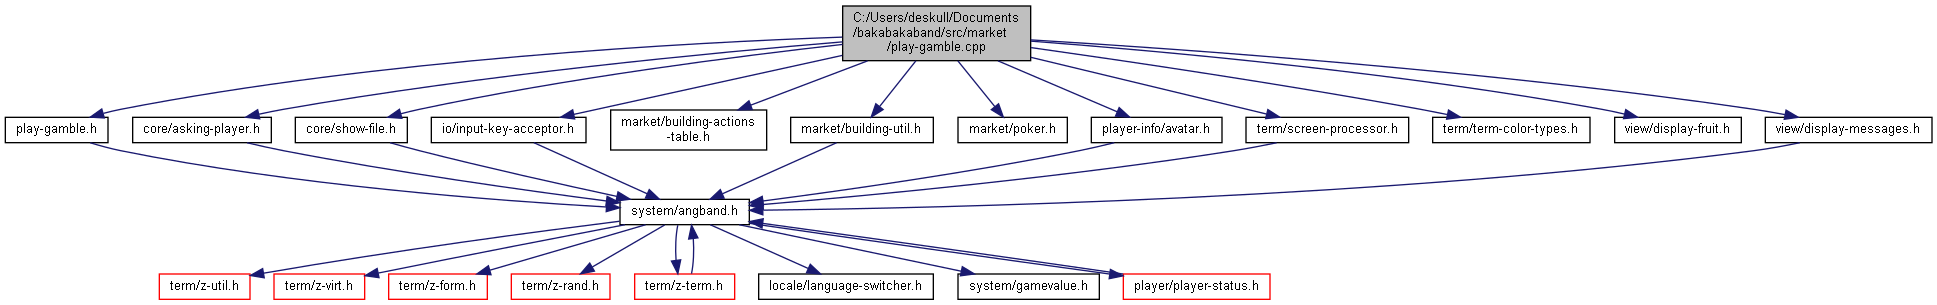 C:/Users/deskull/Documents
/bakabakaband/src/market
/play-gamble.cpp
play-gamble.h
core/asking-player.h
core/show-file.h
io/input-key-acceptor.h
market/building-actions
-table.h
market/building-util.h
market/poker.h
player-info/avatar.h
term/screen-processor.h
term/term-color-types.h
view/display-fruit.h
view/display-messages.h
system/angband.h
term/z-util.h
term/z-virt.h
term/z-form.h
term/z-rand.h
term/z-term.h
locale/language-switcher.h
system/gamevalue.h
player/player-status.h